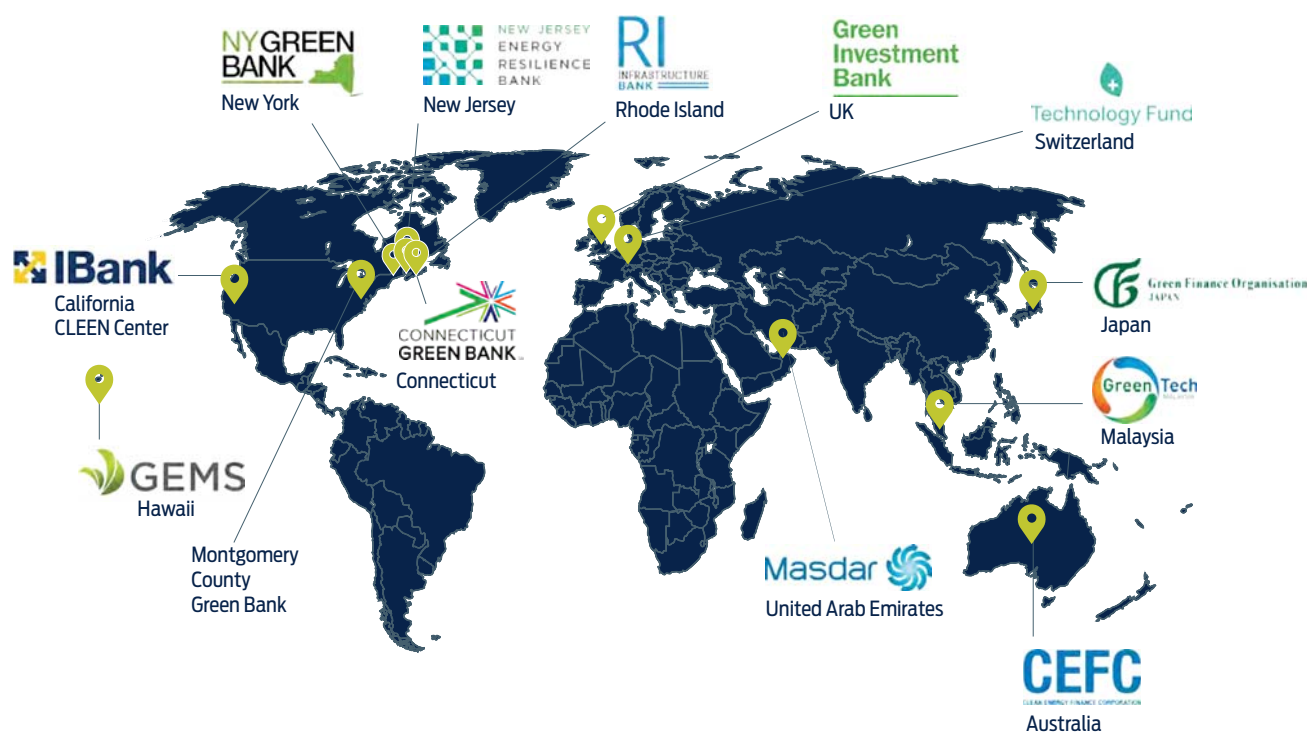 NYGREEN
BANK
New York
NEW JERSEY
ENERGY
RESILIENCE
BANK
New Jersey
RI
INFRASTRUCTURE
BANK
Rhode Island
Green
Investment
Bank
UK
Technology Fund
Switzerland
IBank
California
CLEEN Center
CONNECTICUT
GREEN BANK
Connecticut
Green Finance Organisation
JAPAN
Japan
GreenTech
MALAYSIA
Malaysia
GEMS
Hawaii
Montgomery
County
Green Bank
Masdar
United Arab Emirates
CEFC
CLEAN ENERGY FINANCE CORPORATION
Australia